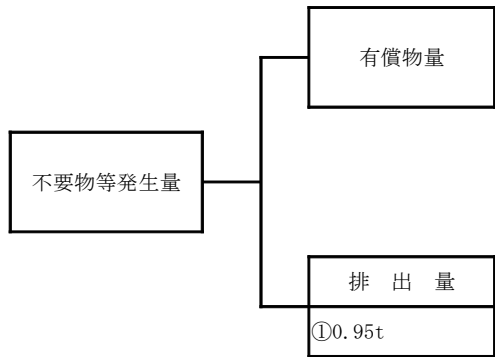 有償物量
不要物等発生量
排　出　量
①0.95t